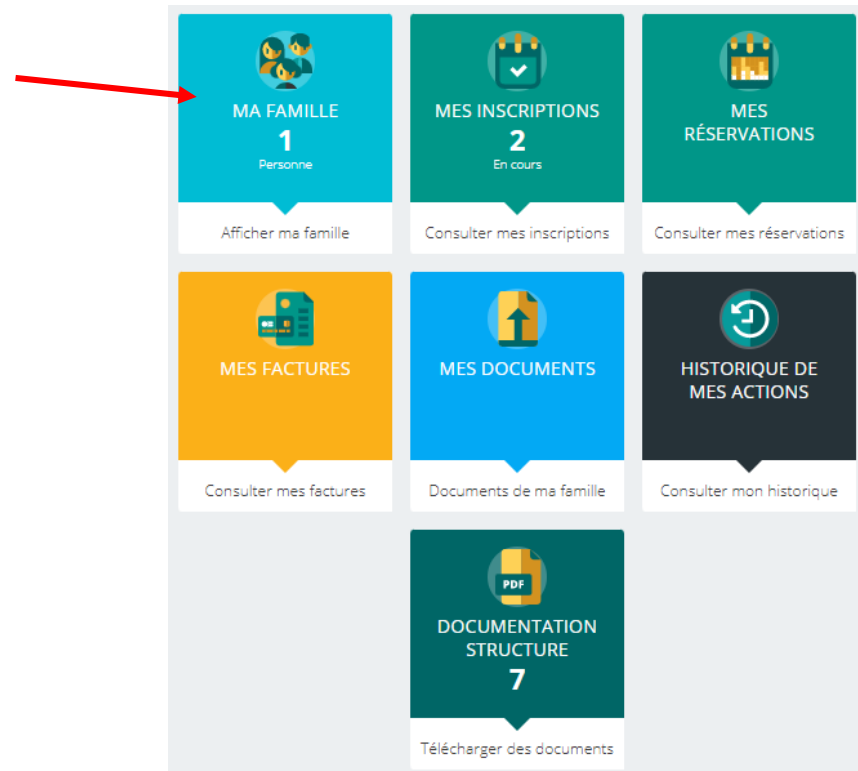 MA FAMILLE
1
Personne
Afficher ma famille
MES INSCRIPTIONS
2
En cours
Consulter mes inscriptions
MES
RÉSERVATIONS
Consulter mes réservations
MES FACTURES
Consulter mes factures
MES DOCUMENTS
Documents de ma famille
HISTORIQUE DE
MES ACTIONS
Consulter mon historique
PDF
DOCUMENTATION
STRUCTURE
7
Télécharger des documents